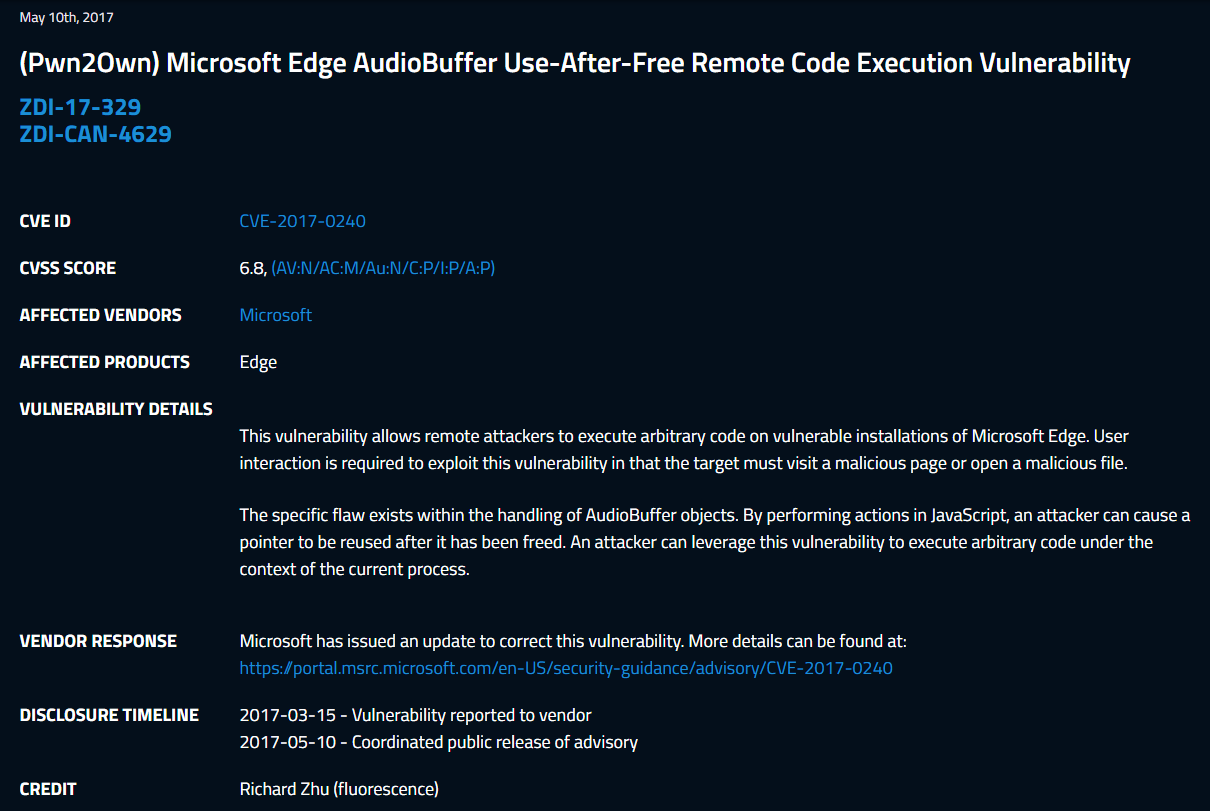 May 10th, 2017
(Pwn2Own) Microsoft Edge AudioBuffer Use-After-Free Remote Code Execution Vulnerability
ZDI-17-329
ZDI-CAN-4629
CVE ID CVE-2017-0240
CVSS SCORE 6.8, (AV:N/AC:M/Au:N/C:P/I:P/A:P)
AFFECTED VENDORS Microsoft
AFFECTED PRODUCTS Edge
VULNERABILITY DETAILS
This vulnerability allows remote attackers to execute arbitrary code on vulnerable installations of Microsoft Edge. User
interaction is required to exploit this vulnerability in that the target must visit a malicious page or open a malicious file.
The specific flaw exists within the handling of AudioBuffer objects. By performing actions in JavaScript, an attacker can cause a
pointer to be reused after it has been freed. An attacker can leverage this vulnerability to execute arbitrary code under the
context of the current process.
VENDOR RESPONSE Microsoft has issued an update to correct this vulnerability. More details can be found at:
https://portal.msrc.microsoft.com/en-US/security-guidance/advisory/CVE-2017-0240
DISCLOSURE TIMELINE 2017-03-15 - Vulnerability reported to vendor
2017-05-10 - Coordinated public release of advisory
CREDIT Richard Zhu (fluorescence)